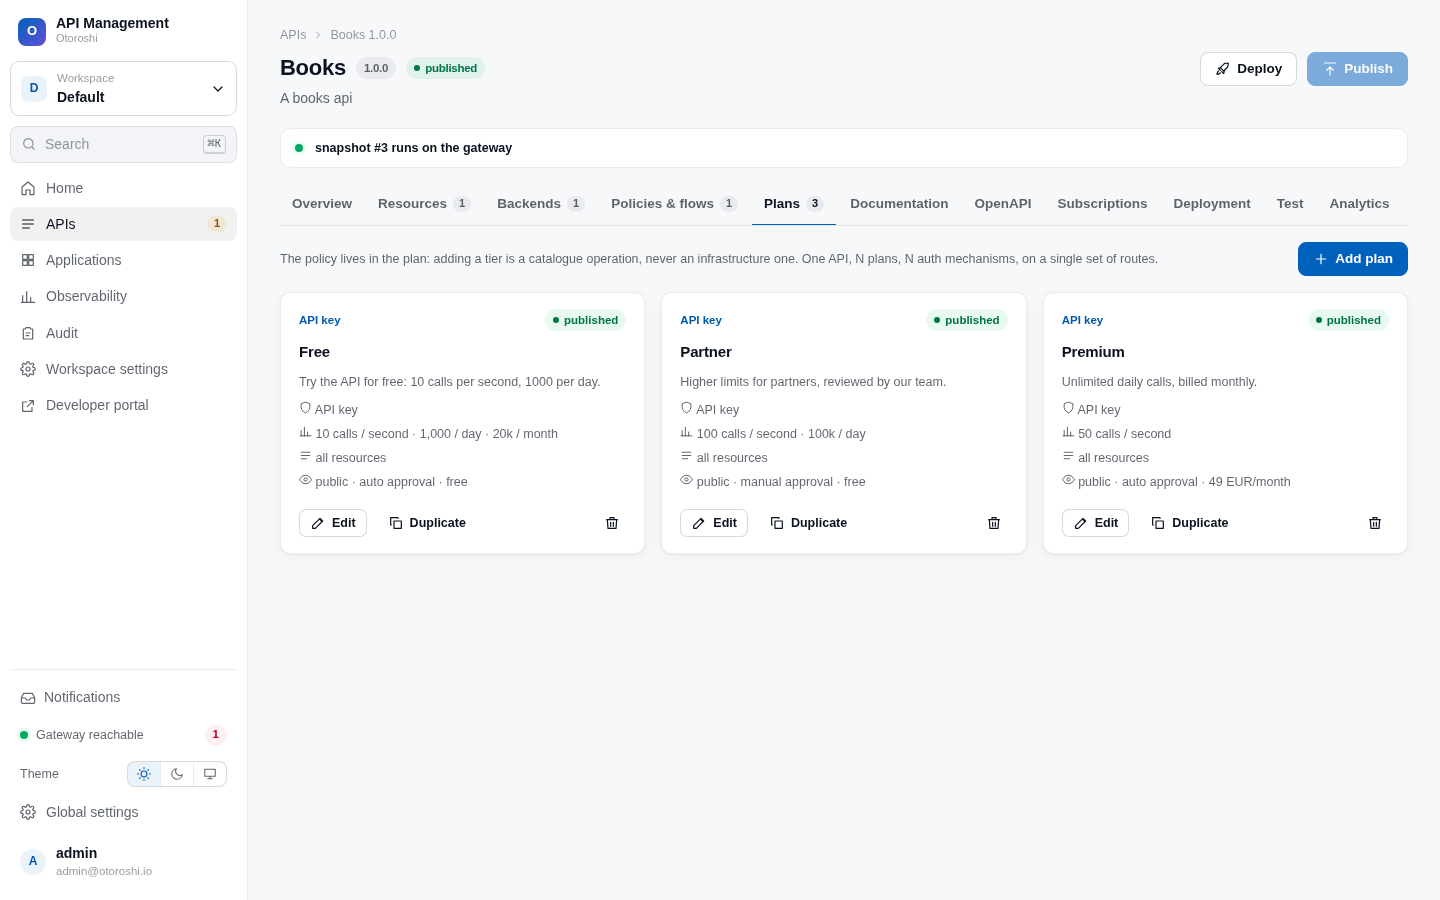 API Management
Otoroshi
O
D
Workspace
Default
Search
⌘K
Home
APIs
1
Applications
Observability
Audit
Workspace settings
Developer portal
Notifications
Gateway reachable
1
Theme
Global settings
A
admin
admin@otoroshi.io
APIs
Books 1.0.0
Books
1.0.0
published
A books api
Deploy
Publish
snapshot #3 runs on the gateway
Overview
Resources 1
Backends 1
Policies & flows 1
Plans 3
Documentation
OpenAPI
Subscriptions
Deployment
Test
Analytics
The policy lives in the plan: adding a tier is a catalogue operation, never an infrastructure one. One API, N plans, N auth mechanisms, on a single set of routes.
Add plan
API key
published
Free
Try the API for free: 10 calls per second, 1000 per day.
API key
10 calls / second · 1,000 / day · 20k / month
all resources
public · auto approval · free
Edit
Duplicate
API key
published
Partner
Higher limits for partners, reviewed by our team.
API key
100 calls / second · 100k / day
all resources
public · manual approval · free
Edit
Duplicate
API key
published
Premium
Unlimited daily calls, billed monthly.
API key
50 calls / second
all resources
public · auto approval · 49 EUR/month
Edit
Duplicate